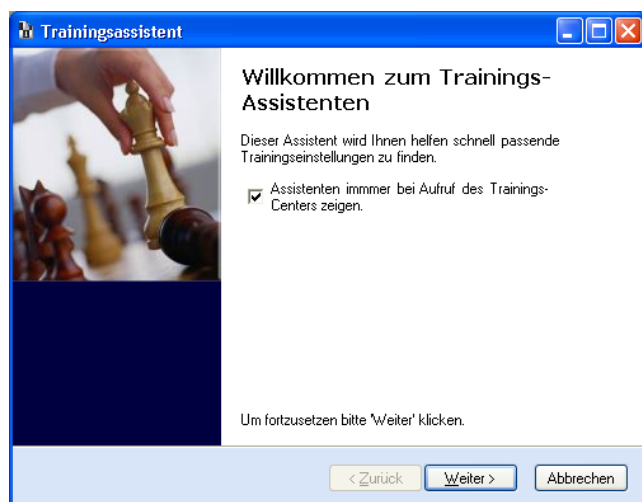 Trainingsassistent
Willkommen zum Trainings-
Assistenten
Dieser Assistent wird Ihnen helfen schnell passende
Trainingseinstellungen zu finden.
Assistenten immmer bei Aufruf des Trainings-
Centers zeigen.
Um fortzusetzen bitte 'Weiter' klicken.
< Zurück Weiter > Abbrechen